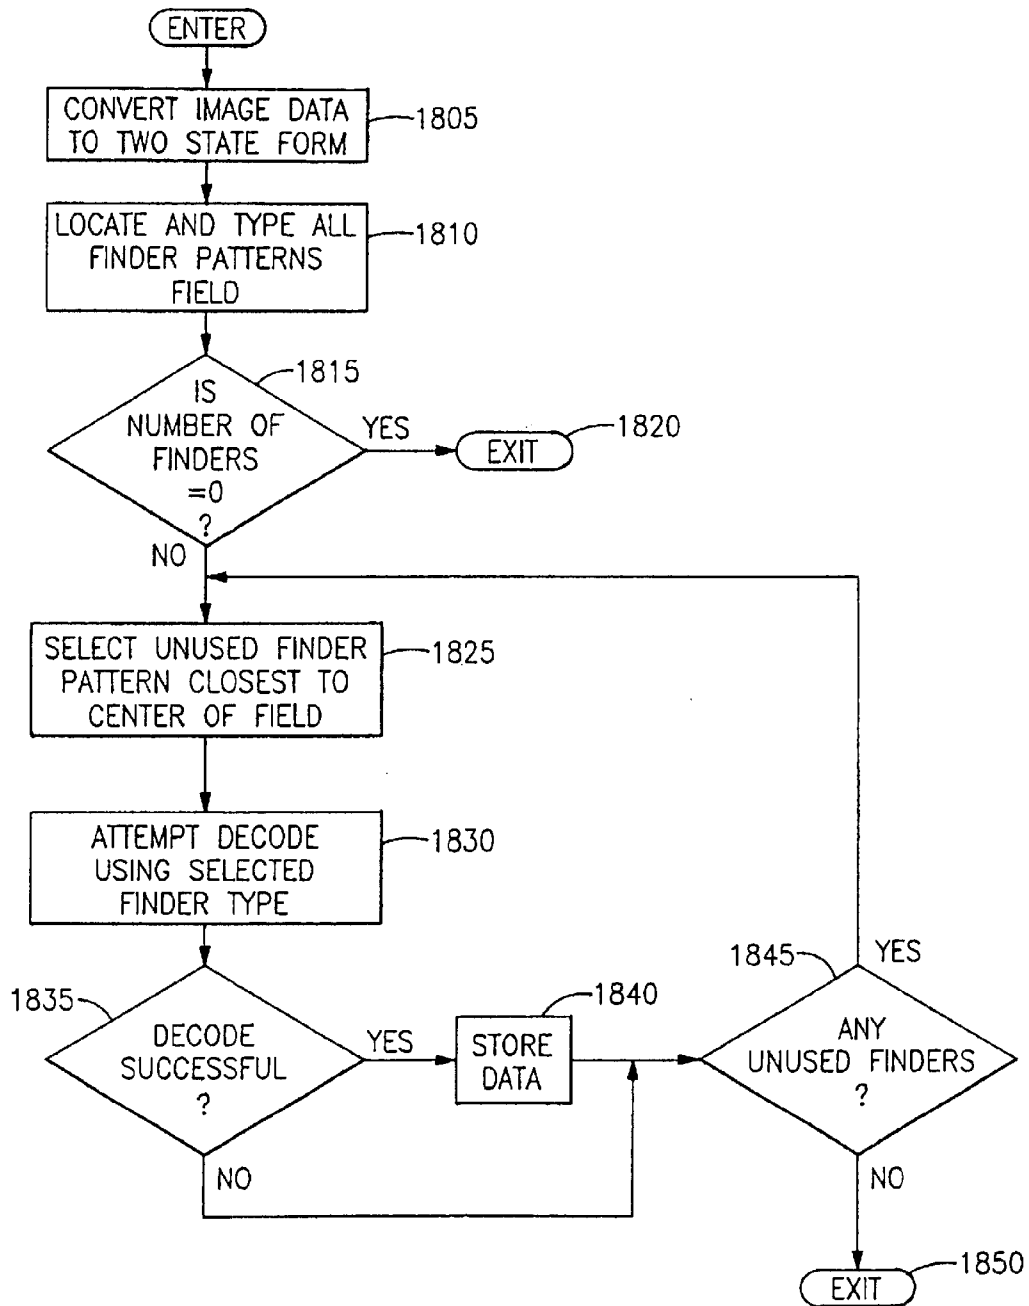 ENTER
CONVERT IMAGE DATA
TO TWO STATE FORM
1805
LOCATE AND TYPE ALL
FINDER PATTERNS
FIELD
1810
IS
NUMBER OF
FINDERS
=0
?
1815
YES
EXIT
1820
NO
SELECT UNUSED FINDER
PATTERN CLOSEST TO
CENTER OF FIELD
1825
ATTEMPT DECODE
USING SELECTED
FINDER TYPE
1830
1835
DECODE
SUCCESSFUL
?
YES
NO
1840
STORE
DATA
1845
YES
ANY
UNUSED FINDERS
?
NO
EXIT
1850